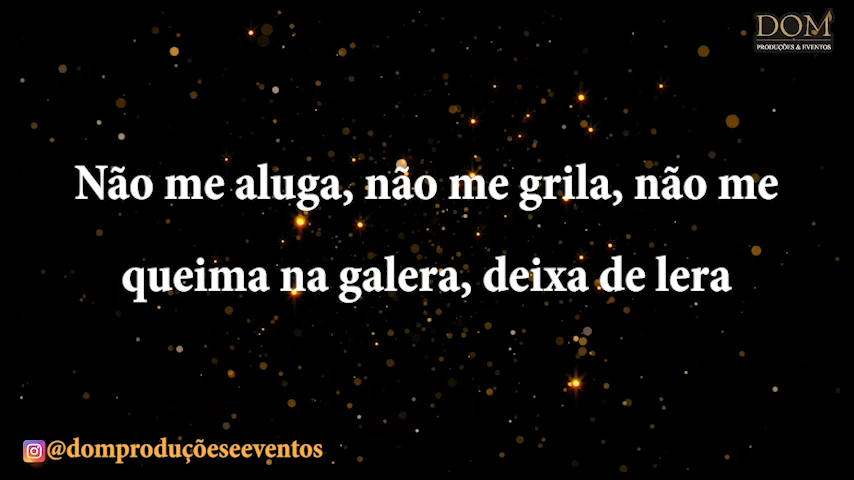 DOM
PRODUÇÕES & EVENTOS
Não me aluga, não me grila, não me
queima na galera, deixa de lera
@domproduçõeseeventos